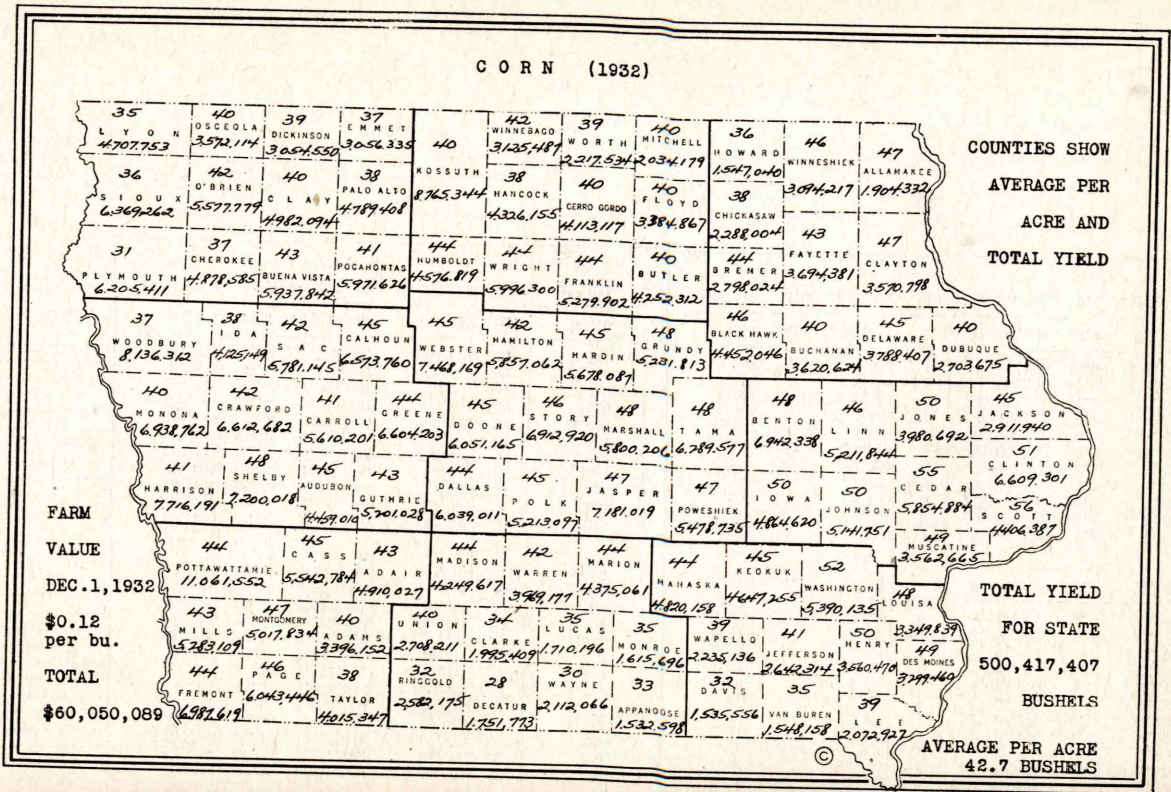 CORN (1932)
35
LYON
4,707,753
40
OSCEOLA
3,572,114
39
DICKINSON
3,054,550
37
EMMET
3,056,335
40
KOSSUTH
8,765,344
42
WINNEBAGO
3,125,487
39
WORTH
2,217,534
40
MITCHELL
2,034,179
36
HOWARD
1,547,040
46
WINNESHIEK
3,094,217
47
ALLAMAKEE
1,904,332
COUNTIES SHOW
AVERAGE PER
ACRE AND
TOTAL YIELD
36
SIOUX
6,369,262
42
O'BRIEN
5,577,779
40
CLAY
4,982,094
38
PALO ALTO
4,789,408
38
HANCOCK
4,326,155
40
CERRO GORDO
4,113,117
40
FLOYD
3,384,867
38
CHICKASAW
2,288,004
31
PLYMOUTH
6,205,411
37
CHEROKEE
4,878,585
43
BUENA VISTA
5,937,842
41
POCAHONTAS
5,971,626
44
HUMBOLDT
4,576,819
44
WRIGHT
5,996,300
44
FRANKLIN
5,279,902
40
BUTLER
4,252,312
44
BREMER
2,798,024
43
FAYETTE
3,694,381
47
CLAYTON
3,570,798
37
WOODBURY
8,136,312
38
IDA
4,125,149
42
SAC
5,781,145
45
CALHOUN
6,573,760
45
WEBSTER
7,468,169
42
HAMILTON
5,857,062
45
HARDIN
5,678,087
48
GRUNDY
5,231,813
46
BLACK HAWK
4,452,046
40
BUCHANAN
3,620,624
45
DELAWARE
3,788,407
40
DUBUQUE
2,703,675
40
MONONA
6,938,762
42
CRAWFORD
6,612,682
41
CARROLL
5,610,201
44
GREENE
6,604,203
45
BOONE
6,051,165
46
STORY
6,912,920
48
MARSHALL
5,800,206
48
TAMA
6,789,577
48
BENTON
6,942,338
46
LINN
5,211,844
50
JONES
3,980,692
45
JACKSON
2,911,940
41
HARRISON
7,716,191
48
SHELBY
7,200,018
45
AUDUBON
4,459,010
43
GUTHRIE
5,701,028
44
DALLAS
6,039,011
45
POLK
5,213,097
47
JASPER
7,181,019
47
POWESHIEK
5,478,735
50
IOWA
4,864,620
50
JOHNSON
5,141,751
55
CEDAR
5,854,884
51
CLINTON
6,609,301
56
SCOTT
4,406,387
49
MUSCATINE
3,562,665
FARM
VALUE
DEC.1,1932
$0.12
per bu.
TOTAL
$60,050,089
44
POTTAWATTAMIE
11,061,552
45
CASS
5,542,784
43
ADAIR
4,910,027
44
MADISON
4,249,617
42
WARREN
3,969,177
44
MARION
4,375,061
44
MAHASKA
4,820,158
45
KEOKUK
4,647,255
52
WASHINGTON
5,390,135
48
LOUISA
3,349,839
43
MILLS
5,283,109
47
MONTGOMERY
5,017,834
40
ADAMS
3,396,152
40
UNION
2,708,211
34
CLARKE
1,995,409
35
LUCAS
1,710,196
35
MONROE
1,615,696
39
WAPELLO
2,235,136
41
JEFFERSON
2,642,314
50
HENRY
3,560,470
49
DES MOINES
3,299,460
44
FREMONT
6,987,619
46
PAGE
6,043,446
38
TAYLOR
4,015,347
32
RINGGOLD
2,582,175
28
DECATUR
1,751,773
30
WAYNE
2,112,066
33
APPANOOSE
1,532,598
32
DAVIS
1,535,556
35
VAN BUREN
1,548,158
39
LEE
2,072,927
TOTAL YIELD
FOR STATE
500,417,407
BUSHELS
AVERAGE PER ACRE
42.7 BUSHELS
©